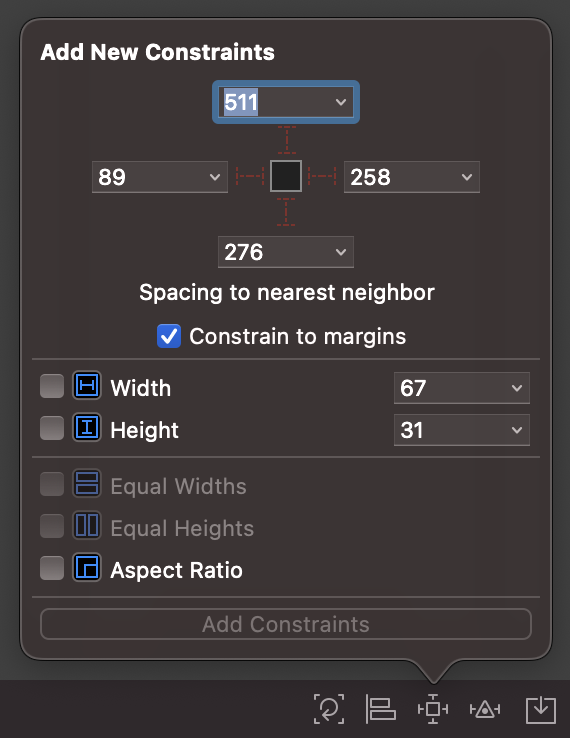 Add New Constraints
511
89
258
276
Spacing to nearest neighbor
Constrain to margins
Width
67
Height
31
Equal Widths
Equal Heights
Aspect Ratio
Add Constraints